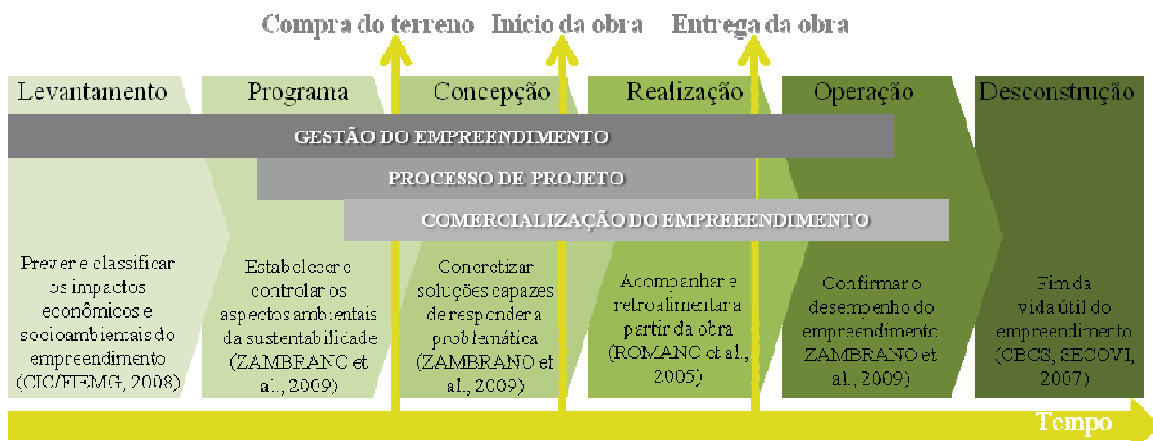 Compra do terreno Início da obra Entrega da obra
Levantamento
Programa
Concepção
Realização
Operação
Desconstrução
GESTÃO DO EMPREENDIMENTO
PROCESSO DE PROJETO
COMERCIALIZAÇÃO DO EMPREEENDIMENTO
Prever e classificar
os impactos
econômicos e
socioambientais do
empreendimento
(CIC/FIEMG, 2008)
Estabelecer e
controlar os
aspectos ambientais
da sustentabilidade
(ZAMBRANO et
al., 2009)
Concretizar
soluções capazes
de responder a
problemática
(ZAMBRANO et
al., 2009)
Acompanhar e
retroalimentar a
partir da obra
(ROMANO et al.,
2005)
Confirmar o
desempenho do
empreendimento
ZAMBRANO et
al., 2009)
Fim da
vida útil do
empreendimento
(CBCS, SECOVI,
2007)
Tempo